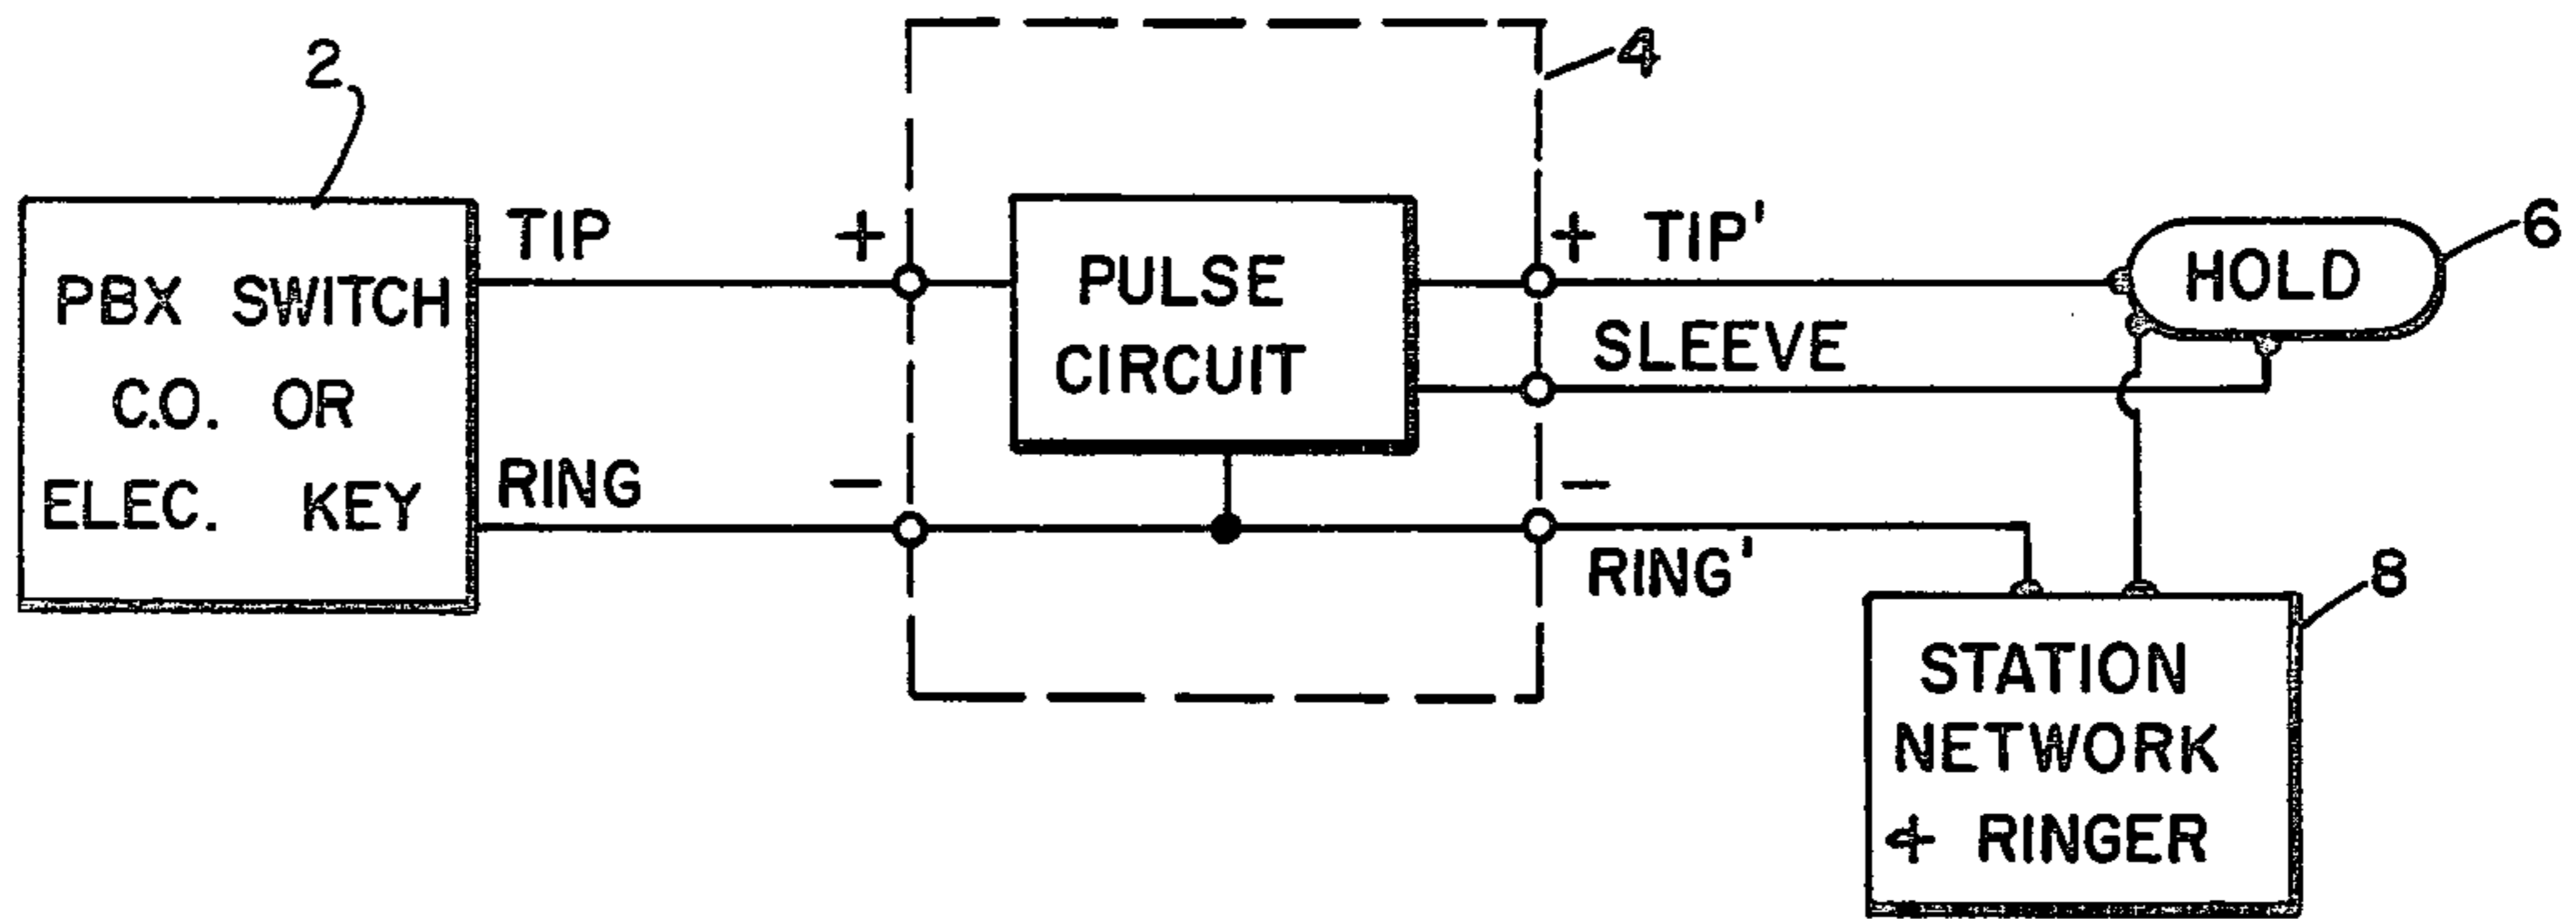 2
4
6
8
TIP
+
+ TIP'
HOLD
PBX SWITCH
C.O. OR
ELEC. KEY
PULSE
CIRCUIT
SLEEVE
RING
−
−
RING'
STATION
NETWORK
& RINGER